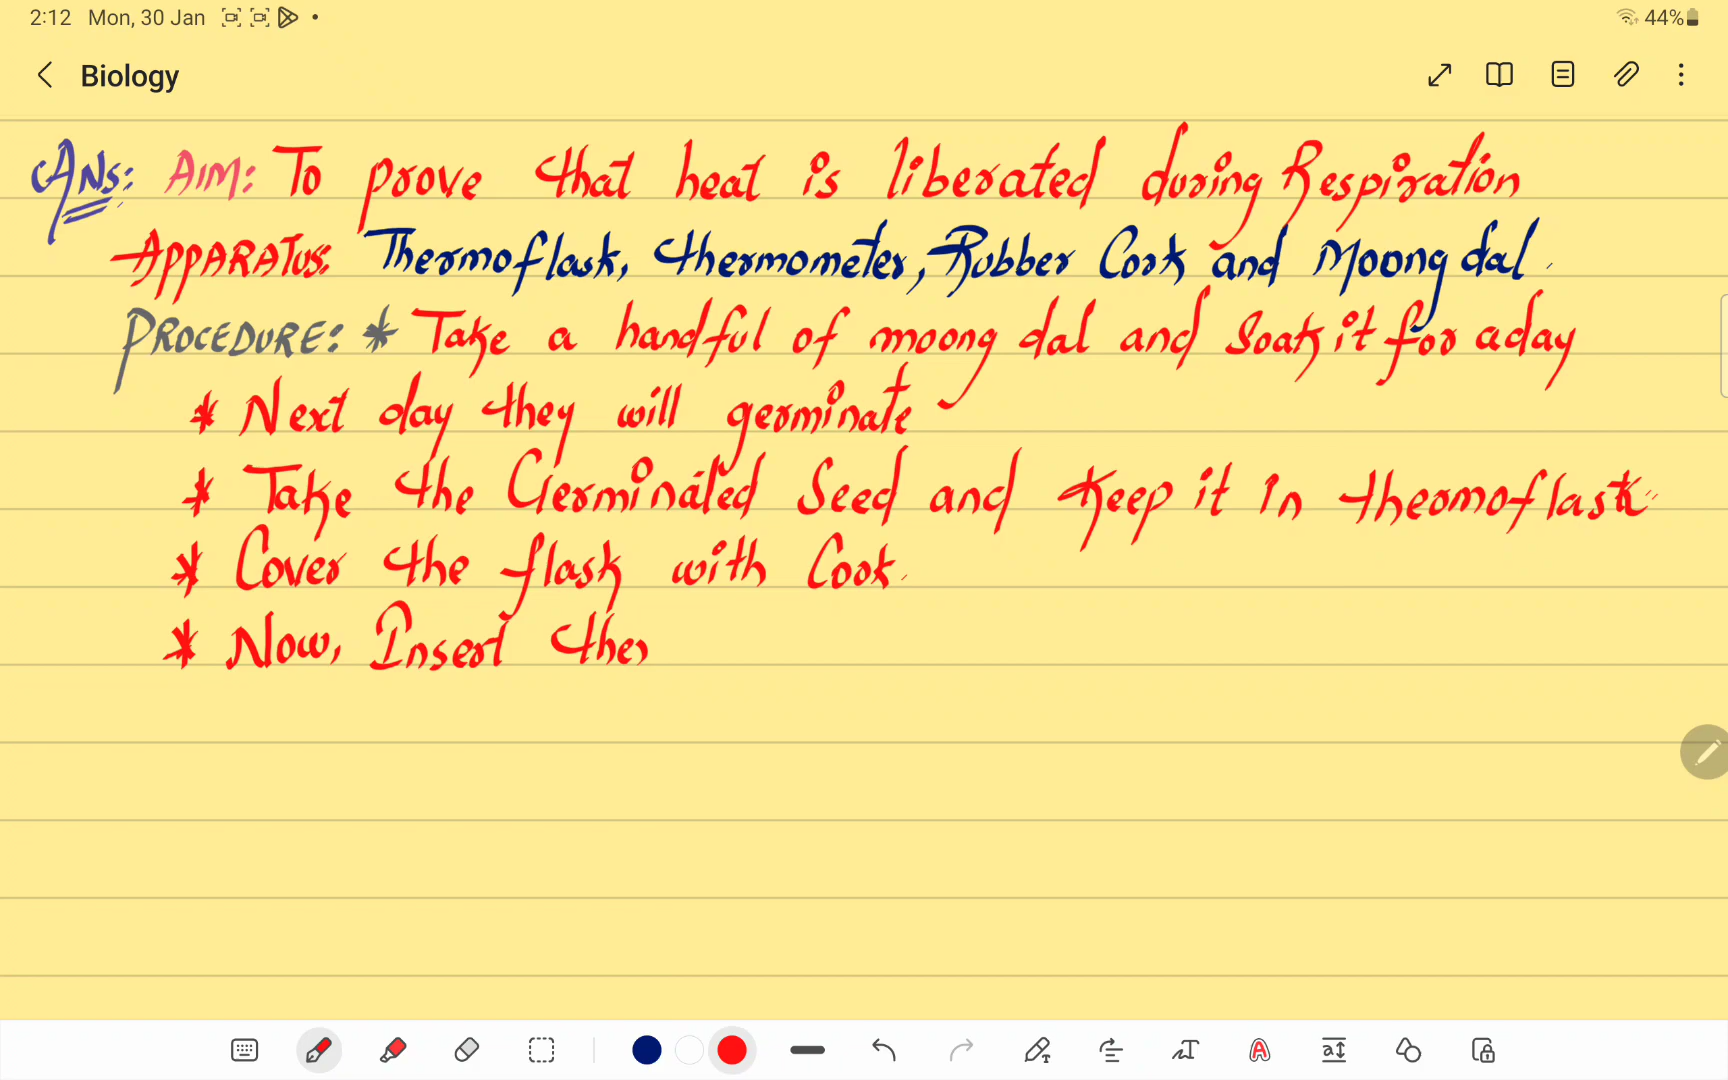 2:12 Mon, 30 Jan 44%
Biology
Ans: Aim: To prove that heat is liberated during Respiration
APPARATUS: Thermoflask, thermometer, Rubber Cork and Moong dal.
PROCEDURE: * Take a handful of moong dal and Soak it for a day
* Next day they will germinate
* Take the Germinated Seed and Keep it In thermoflask
* Cover the flask with Cork.
* Now, Insert ther